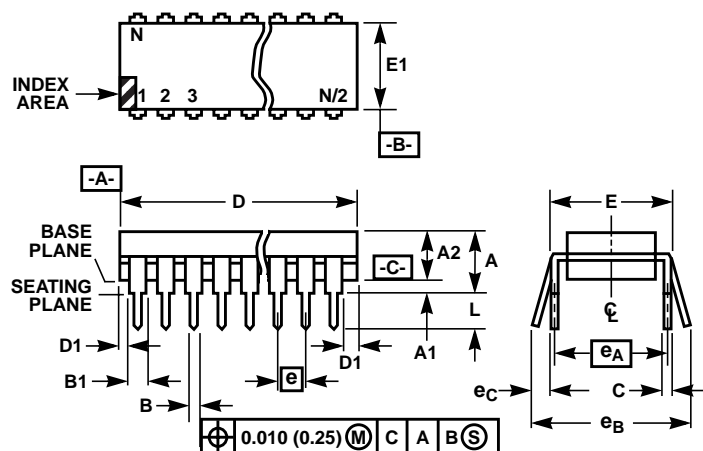 N
INDEX
AREA
1 2 3 N/2
E1
-B-
-A-
D
E
BASE
PLANE
A2
A
-C-
SEATING
PLANE
L
C
L
D1
A1
D1
eA
B1
e
eC
C
B
eB
0.010 (0.25) M C A B S